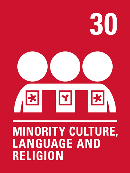 30
MINORITY CULTURE,
LANGUAGE AND
RELIGION